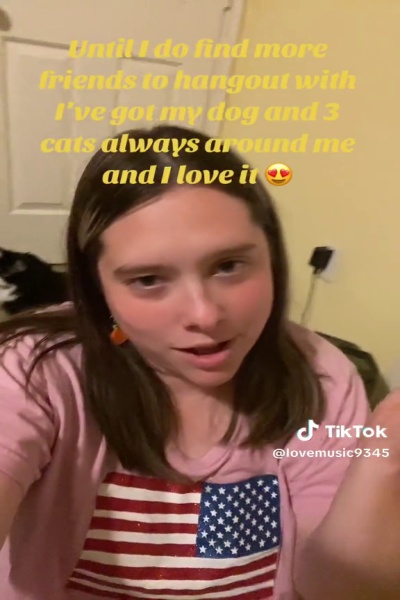 Until I do find more
friends to hangout with
I've got my dog and 3
cats always around me
and I love it 😍
TikTok
@lovemusic9345